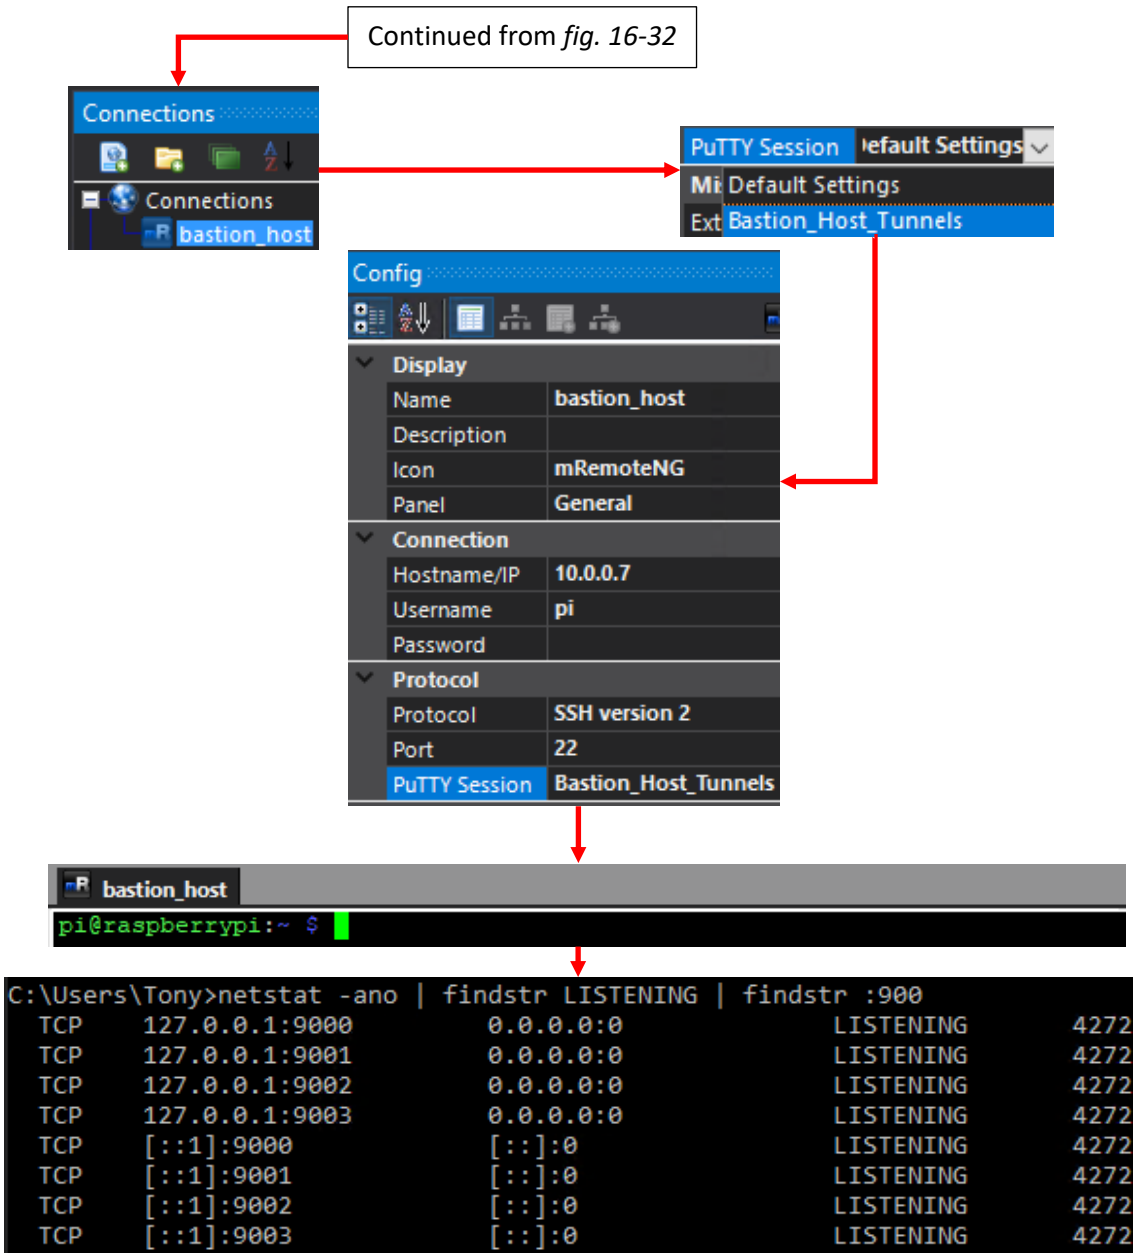 Continued from fig. 16-32
Connections
Connections
bastion_host
PuTTY Session
Default Settings
Default Settings
Ext Bastion_Host_Tunnels
Config
Display
Name bastion_host
Description
Icon mRemoteNG
Panel General
Connection
Hostname/IP 10.0.0.7
Username pi
Password
Protocol
Protocol SSH version 2
Port 22
PuTTY Session Bastion_Host_Tunnels
bastion_host
pi@raspberrypi:~ $
C:\Users\Tony>netstat -ano | findstr LISTENING | findstr :900
TCP 127.0.0.1:9000 0.0.0.0:0 LISTENING 4272
TCP 127.0.0.1:9001 0.0.0.0:0 LISTENING 4272
TCP 127.0.0.1:9002 0.0.0.0:0 LISTENING 4272
TCP 127.0.0.1:9003 0.0.0.0:0 LISTENING 4272
TCP [::1]:9000 [::]:0 LISTENING 4272
TCP [::1]:9001 [::]:0 LISTENING 4272
TCP [::1]:9002 [::]:0 LISTENING 4272
TCP [::1]:9003 [::]:0 LISTENING 4272